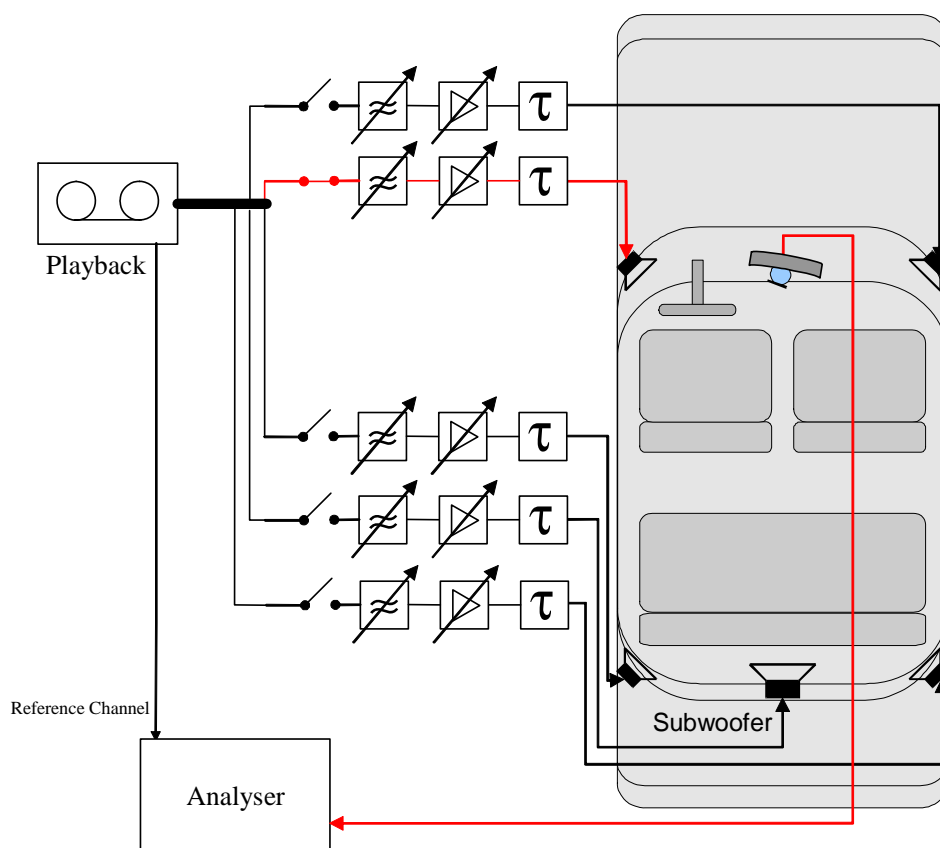 τ
τ
Playback
τ
τ
τ
Reference Channel
Subwoofer
Analyser